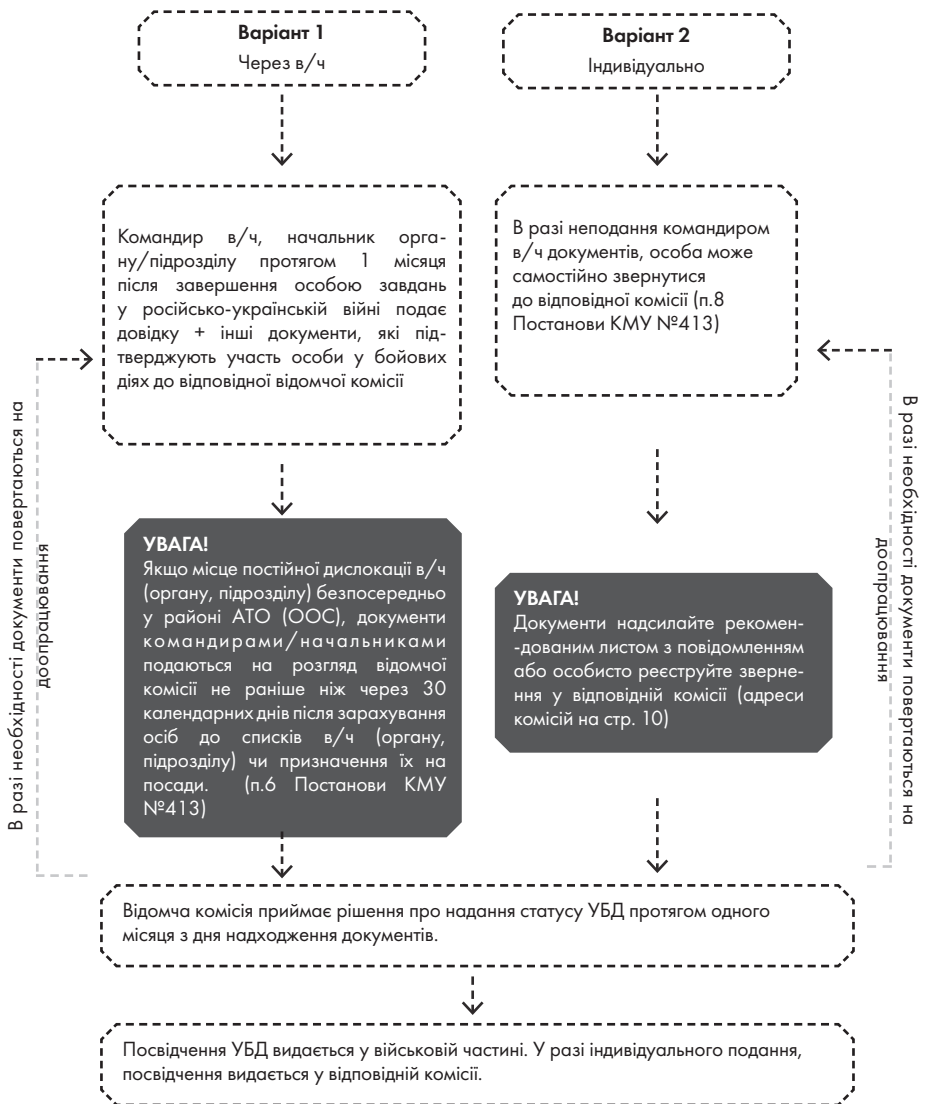 Варіант 1
Через в/ч
Варіант 2
Індивідуально
Командир в/ч, начальник орга-
ну/підрозділу протягом 1 місяця
після завершення особою завдань
у російсько-українській війні подає
довідку + інші документи, які під-
тверджують участь особи у бойових
діях до відповідної відомчої комісії
В разі неподання командиром
в/ч документів, особа може
самостійно звернутися
до відповідної комісії (п.8
Постанови КМУ №413)
В разі необхідності документи повертаються на
доопрацювання
В разі необхідності документи повертаються на
доопрацювання
УВАГА!
Якщо місце постійної дислокації в/ч
(органу, підрозділу) безпосередньо
у районі АТО (ООС), документи
командирами/начальниками
подаються на розгляд відомчої
комісії не раніше ніж через 30
календарних днів після зарахування
осіб до списків в/ч (органу,
підрозділу) чи призначення їх на
посади. (п.6 Постанови КМУ
№413)
УВАГА!
Документи надсилайте рекомен-
-дованим листом з повідомленням
або особисто реєструйте звернен-
ня у відповідній комісії (адреси
комісій на стр. 10)
Відомча комісія приймає рішення про надання статусу УБД протягом одного
місяця з дня надходження документів.
Посвідчення УБД видається у військовій частині. У разі індивідуального подання,
посвідчення видається у відповідній комісії.